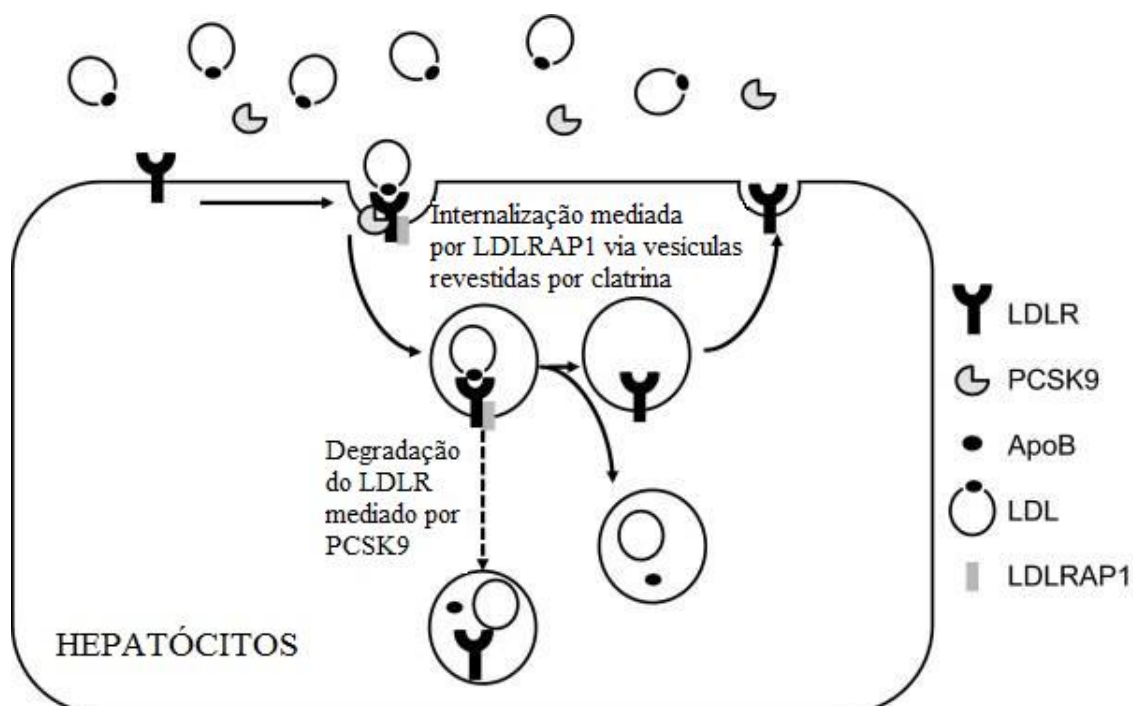 Internalização mediada
por LDLRAP1 via vesiculas
revestidas por clatrina
Degradação
do LDLR
mediado por
PCSK9
HEPATÓCITOS
LDLR
PCSK9
ApoB
LDL
LDLRAP1